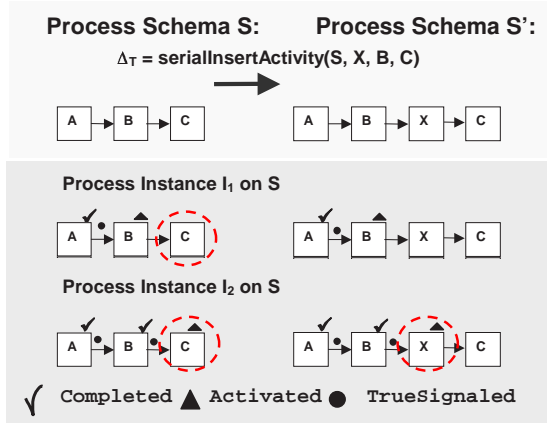 Process Schema S: Process Schema S':
ΔT = serialInsertActivity(S, X, B, C)
A B C A B X C
Process Instance I1 on S
A B C A B X C
Process Instance I2 on S
A B C A B X C
Completed Activated TrueSignaled